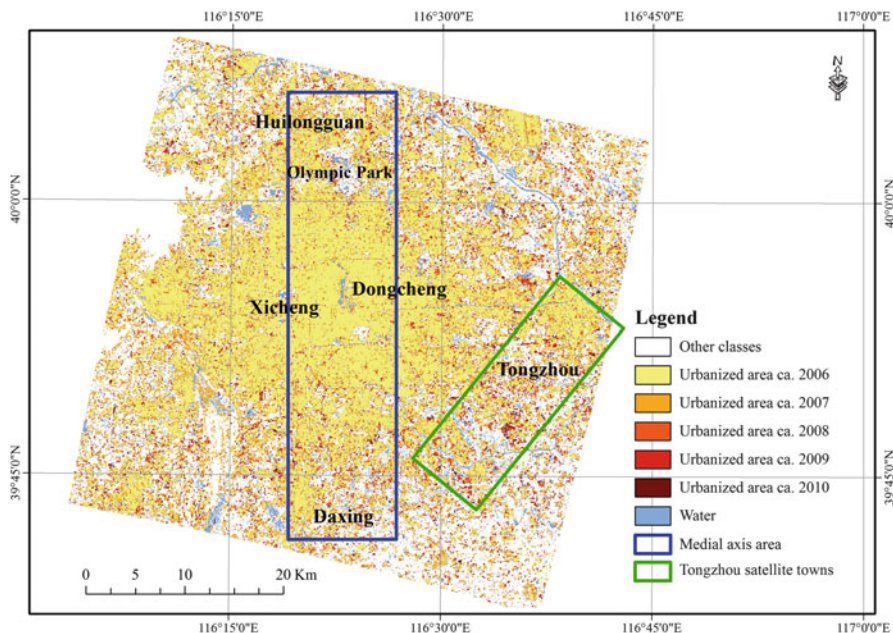 116°15'0"E 116°30'0"E 116°45'0"E 117°0'0"E
N
Huilongguan
Olympic Park
40°0'0"N 40°0'0"N
Dongcheng
Xicheng
Legend
Other classes
Tongzhou
Urbanized area ca. 2006
Urbanized area ca. 2007
Urbanized area ca. 2008
Urbanized area ca. 2009
39°45'0"N 39°45'0"N
Urbanized area ca. 2010
Daxing
Water
Medial axis area
Tongzhou satellite towns
0 5 10 20 Km
116°15'0"E 116°30'0"E 116°45'0"E 117°0'0"E